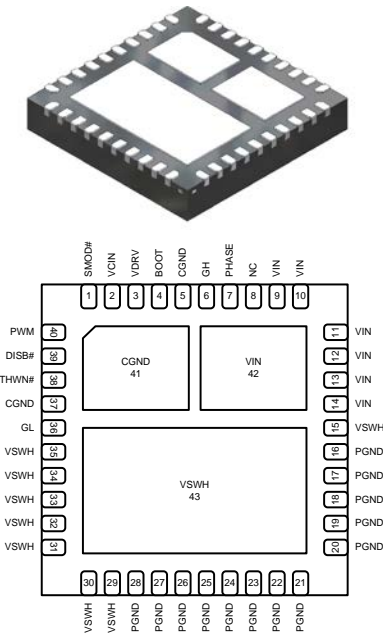 SMOD#
VCIN
VDRV
BOOT
CGND
GH
PHASE
NC
VIN
VIN
1
2
3
4
5
6
7
8
9
10
PWM 40
DISB# 39
THWN# 38
CGND 37
GL 36
VSWH 35
VSWH 34
VSWH 33
VSWH 32
VSWH 31
CGND
41
VIN
42
VSWH
43
11 VIN
12 VIN
13 VIN
14 VIN
15 VSWH
16 PGND
17 PGND
18 PGND
19 PGND
20 PGND
30
29
28
27
26
25
24
23
22
21
VSWH
VSWH
PGND
PGND
PGND
PGND
PGND
PGND
PGND
PGND